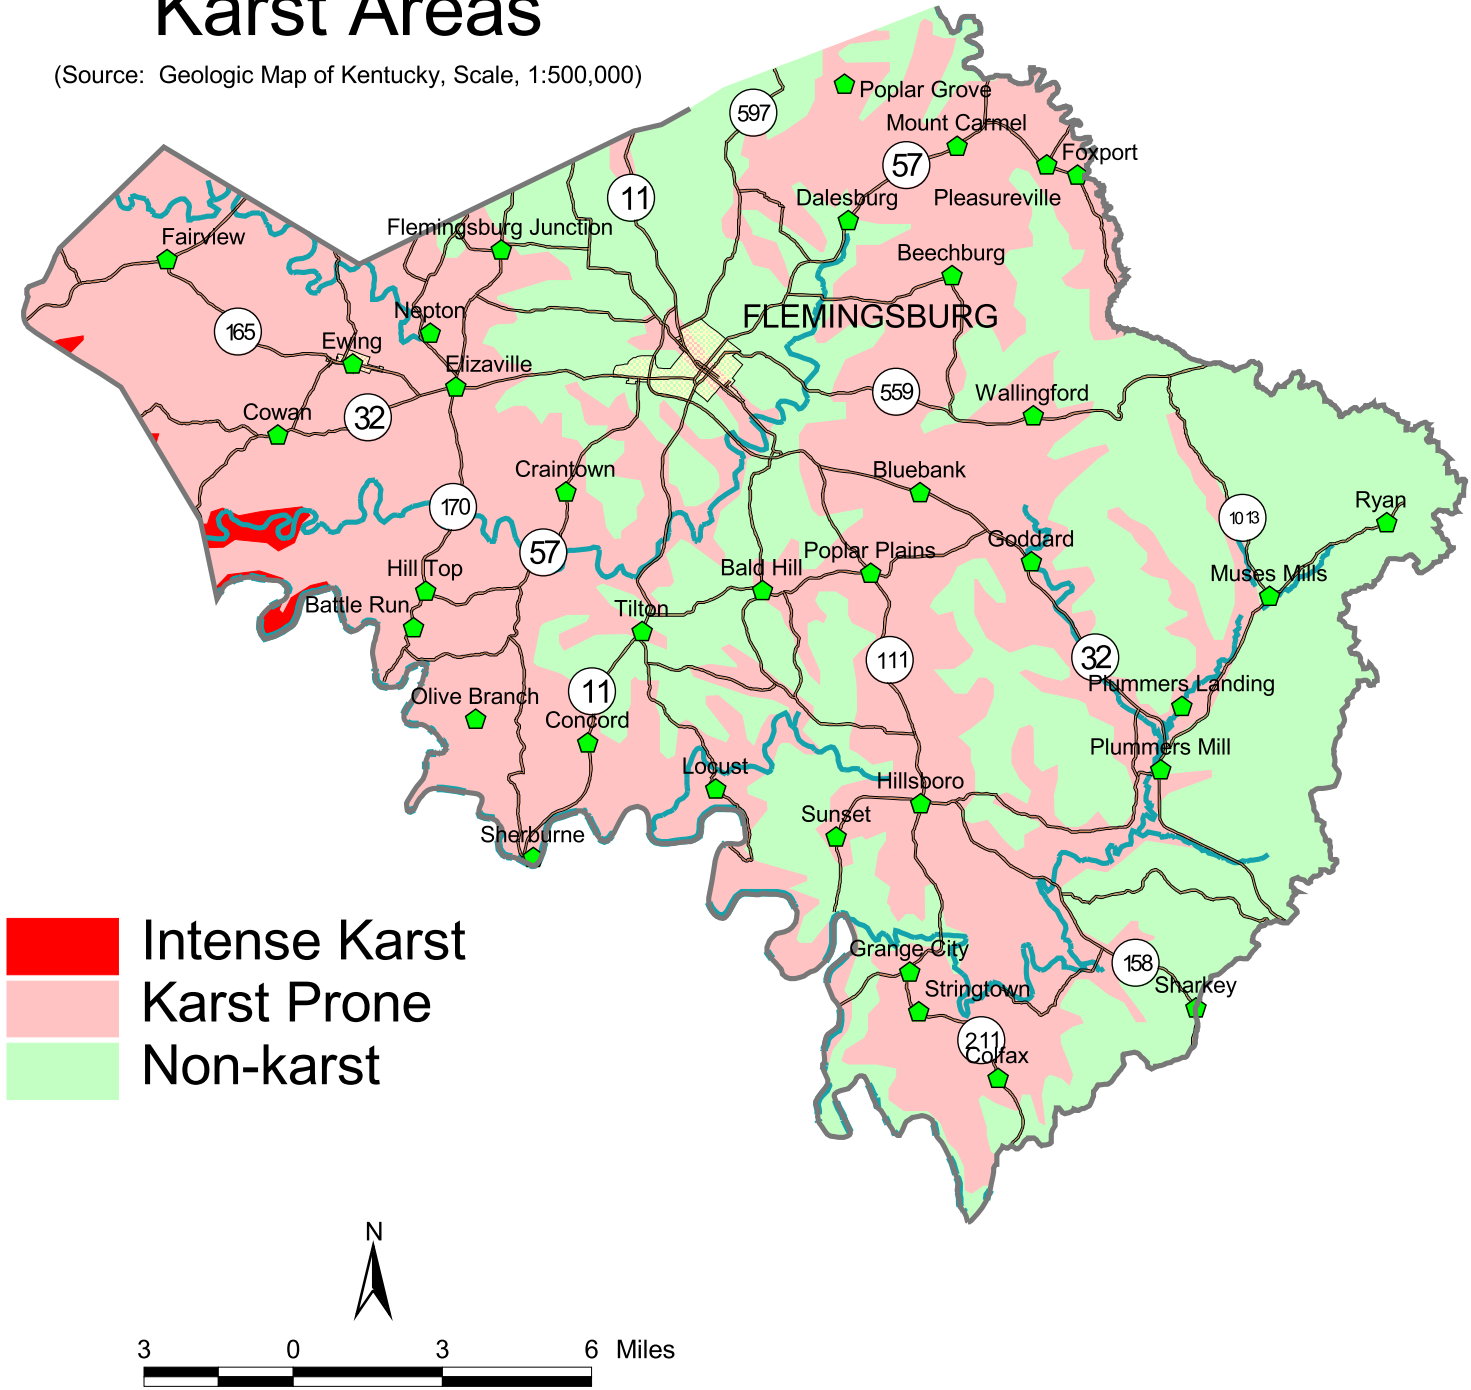 Karst Areas
(Source: Geologic Map of Kentucky, Scale, 1:500,000)
597
Poplar Grove
Mount Carmel
Foxport
57
11
Dalesburg
Pleasureville
Flemingsburg Junction
Fairview
Beechburg
Nepton
FLEMINGSBURG
165
Ewing
Elizaville
559
Wallingford
Cowan
32
Craintown
Bluebank
170
1013
Ryan
57
Goddard
Poplar Plains
Hill Top
Bald Hill
Muses Mills
Battle Run
Tilton
111
32
Plummers Landing
11
Olive Branch
Concord
Plummers Mill
Locust
Hillsboro
Sunset
Sherburne
Intense Karst
Grange City
158
Sharkey
Karst Prone
Stringtown
211
Colfax
Non-karst
N
3 0 3 6 Miles